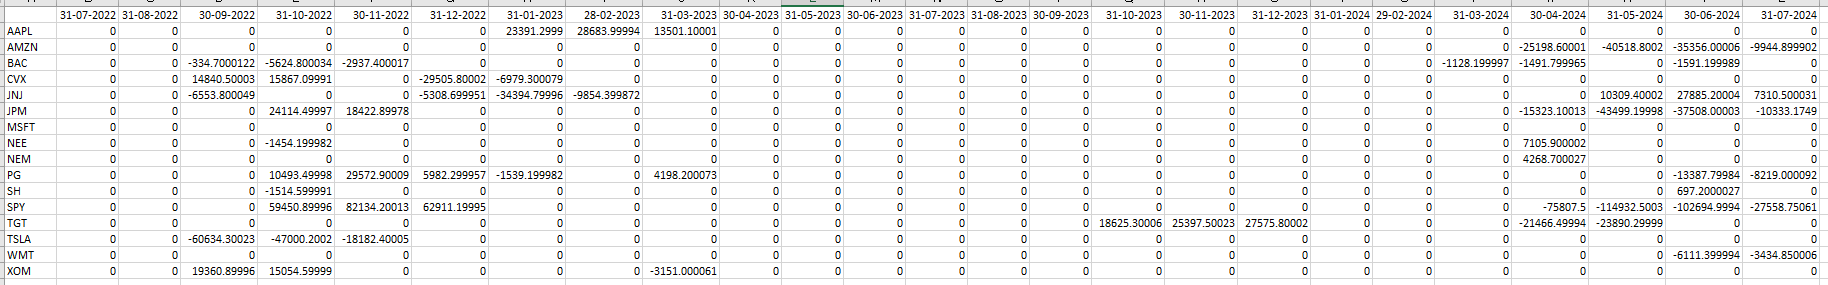 31-07-2022 31-08-2022 30-09-2022 31-10-2022 30-11-2022 31-12-2022 31-01-2023 28-02-2023 31-03-2023 30-04-2023 31-05-2023 30-06-2023 31-07-2023 31-08-2023 30-09-2023 31-10-2023 30-11-2023 31-12-2023 31-01-2024 29-02-2024 31-03-2024 30-04-2024 31-05-2024 30-06-2024 31-07-2024
AAPL 0 0 0 0 0 0 23391.2999 28683.99994 13501.10001 0 0 0 0 0 0 0 0 0 0 0 0 0 0 0 0
AMZN 0 0 0 0 0 0 0 0 0 0 0 0 0 0 0 0 0 0 0 0 0 -25198.60001 -40518.8002 -35356.00006 -9944.899902
BAC 0 0 -334.7000122 -5624.800034 -2937.400017 0 0 0 0 0 0 0 0 0 0 0 0 0 0 0 -1128.199997 -1491.799965 0 -1591.199989 0
CVX 0 0 14840.50003 15867.09991 0 -29505.80002 -6979.300079 0 0 0 0 0 0 0 0 0 0 0 0 0 0 0 0 0 0
JNJ 0 0 -6553.800049 0 0 -5308.699951 -34394.79996 -9854.399872 0 0 0 0 0 0 0 0 0 0 0 0 0 0 10309.40002 27885.20004 7310.500031
JPM 0 0 0 24114.49997 18422.89978 0 0 0 0 0 0 0 0 0 0 0 0 0 0 0 0 -15323.10013 -43499.19998 -37508.00003 -10333.1749
MSFT 0 0 0 0 0 0 0 0 0 0 0 0 0 0 0 0 0 0 0 0 0 0 0 0 0
NEE 0 0 0 -1454.199982 0 0 0 0 0 0 0 0 0 0 0 0 0 0 0 0 0 7105.900002 0 0 0
NEM 0 0 0 0 0 0 0 0 0 0 0 0 0 0 0 0 0 0 0 0 0 4268.700027 0 0 0
PG 0 0 0 10493.49998 29572.90009 5982.299957 -1539.199982 0 4198.200073 0 0 0 0 0 0 0 0 0 0 0 0 0 0 -13387.79984 -8219.000092
SH 0 0 0 -1514.599991 0 0 0 0 0 0 0 0 0 0 0 0 0 0 0 0 0 0 0 697.2000027 0
SPY 0 0 0 59450.89996 82134.20013 62911.19995 0 0 0 0 0 0 0 0 0 0 0 0 0 0 0 -75807.5 -114932.5003 -102694.9994 -27558.75061
TGT 0 0 0 0 0 0 0 0 0 0 0 0 0 0 0 18625.30006 25397.50023 27575.80002 0 0 0 -21466.49994 -23890.29999 0 0
TSLA 0 0 -60634.30023 -47000.2002 -18182.40005 0 0 0 0 0 0 0 0 0 0 0 0 0 0 0 0 0 0 0 0
WMT 0 0 0 0 0 0 0 0 0 0 0 0 0 0 0 0 0 0 0 0 0 0 0 -6111.399994 -3434.850006
XOM 0 0 19360.89996 15054.59999 0 0 0 0 -3151.000061 0 0 0 0 0 0 0 0 0 0 0 0 0 0 0 0